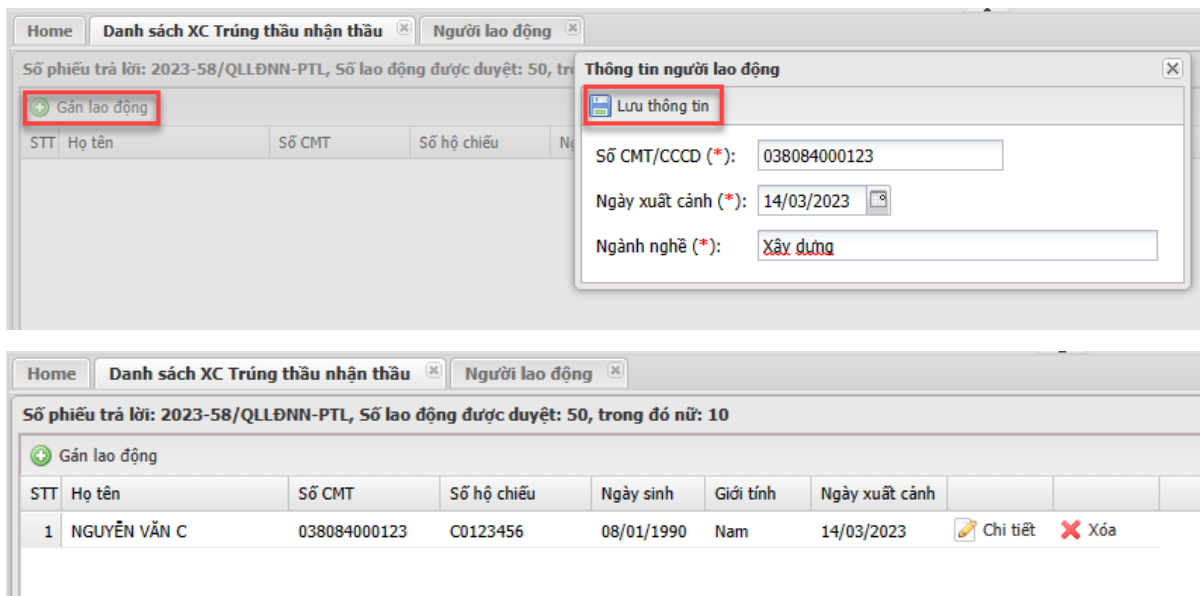 Home Danh sách XC Trúng thầu nhận thầu Người lao động
Số phiếu trả lời: 2023-58/QLLĐNN-PTL, Số lao động được duyệt: 50,
Thông tin người lao động
Gán lao động
Lưu thông tin
STT Họ tên Số CMT Số hộ chiếu
Số CMT/CCCD (*): 038084000123
Ngày xuất cảnh (*): 14/03/2023
Ngành nghề (*): Xây dưng
Home Danh sách XC Trúng thầu nhận thầu Người lao động
Số phiếu trả lời: 2023-58/QLLĐNN-PTL, Số lao động được duyệt: 50, trong đó nữ: 10
Gán lao động
STT Họ tên Số CMT Số hộ chiếu Ngày sinh Giới tính Ngày xuất cảnh
1 NGUYỄN VĂN C 038084000123 C0123456 08/01/1990 Nam 14/03/2023 Chi tiết Xóa